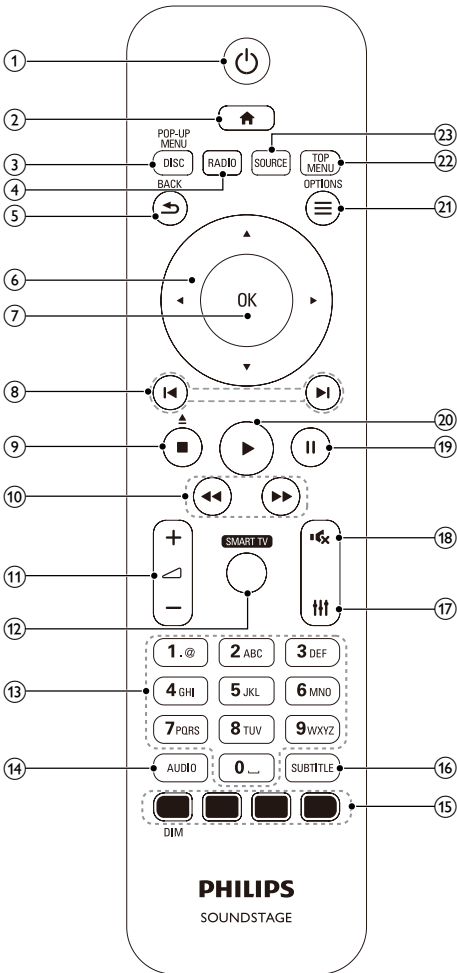 ①
②
POP-UP
MENU
㉓
③ DISC RADIO SOURCE TOP
MENU ㉒
④
BACK OPTIONS
⑤ ㉑
⑥
⑦ OK
⑧
⑳
⑨ ⑲
⑩
⑱
+ SMART TV
⑪
−
⑫ ⑰
1.@ 2 ABC 3 DEF
⑬ 4 GHI 5 JKL 6 MNO
7 PQRS 8 TUV 9 WXYZ
⑭ AUDIO 0 SUBTITLE ⑯
⑮
DIM
PHILIPS
SOUNDSTAGE